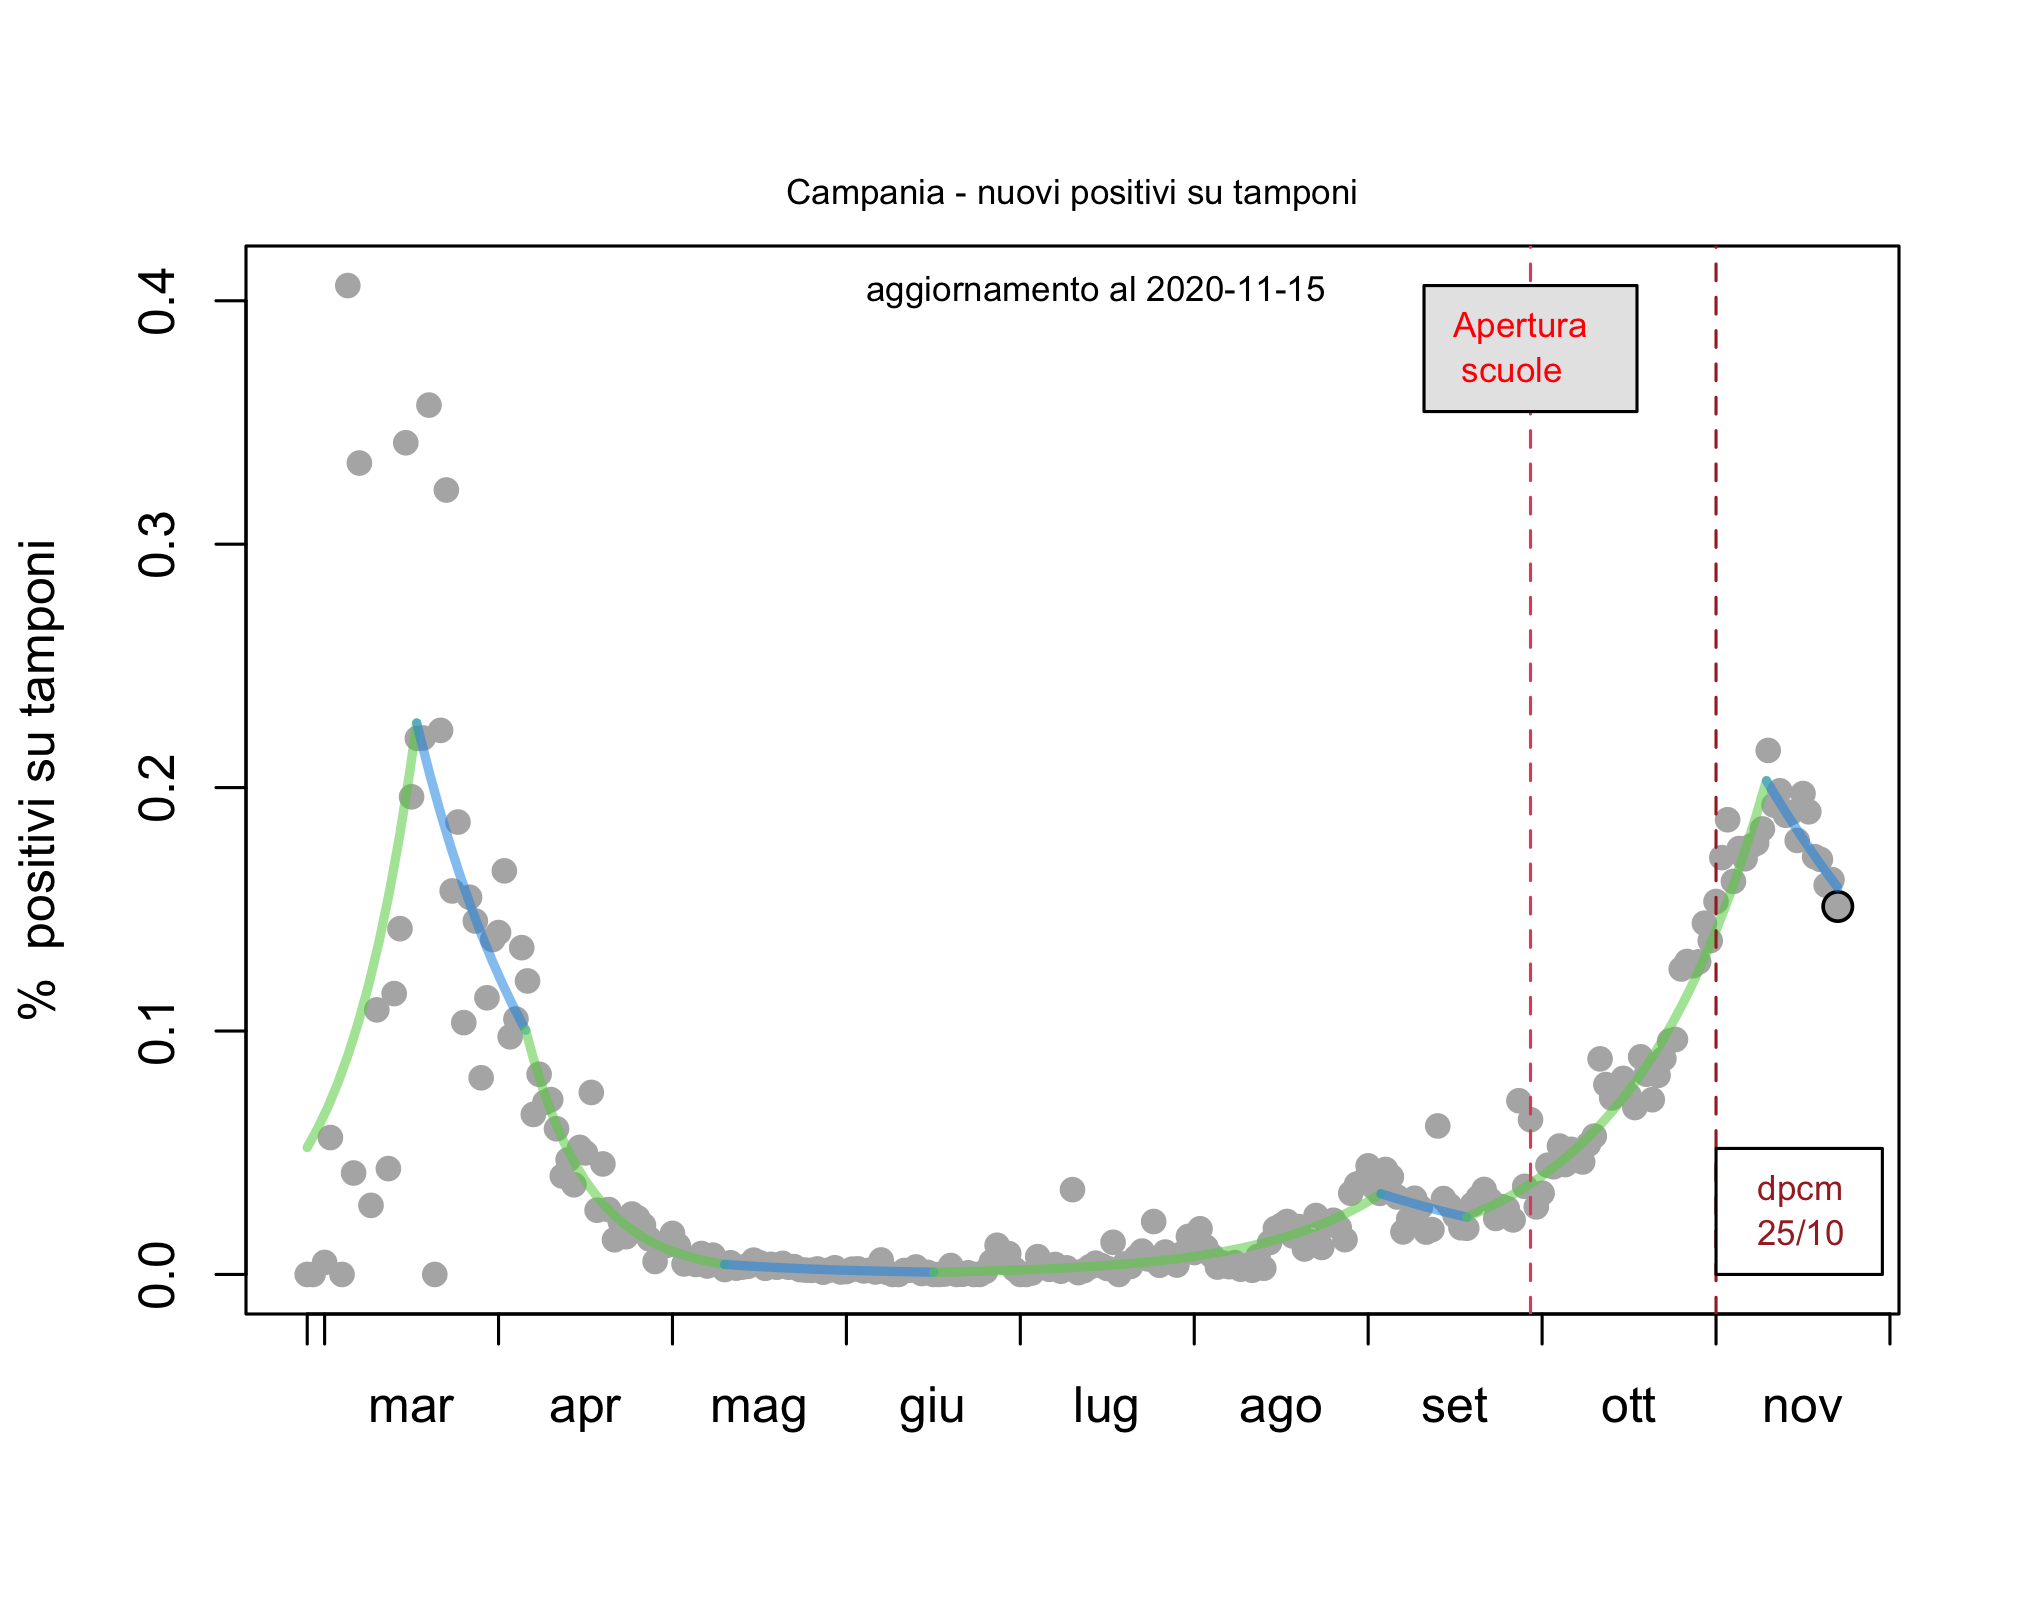 Campania - nuovi positivi su tamponi
aggiornamento al 2020-11-15
Apertura
scuole
dpcm
25/10
% positivi su tamponi
0.4
0.3
0.2
0.1
0.0
mar apr mag giu lug ago set ott nov